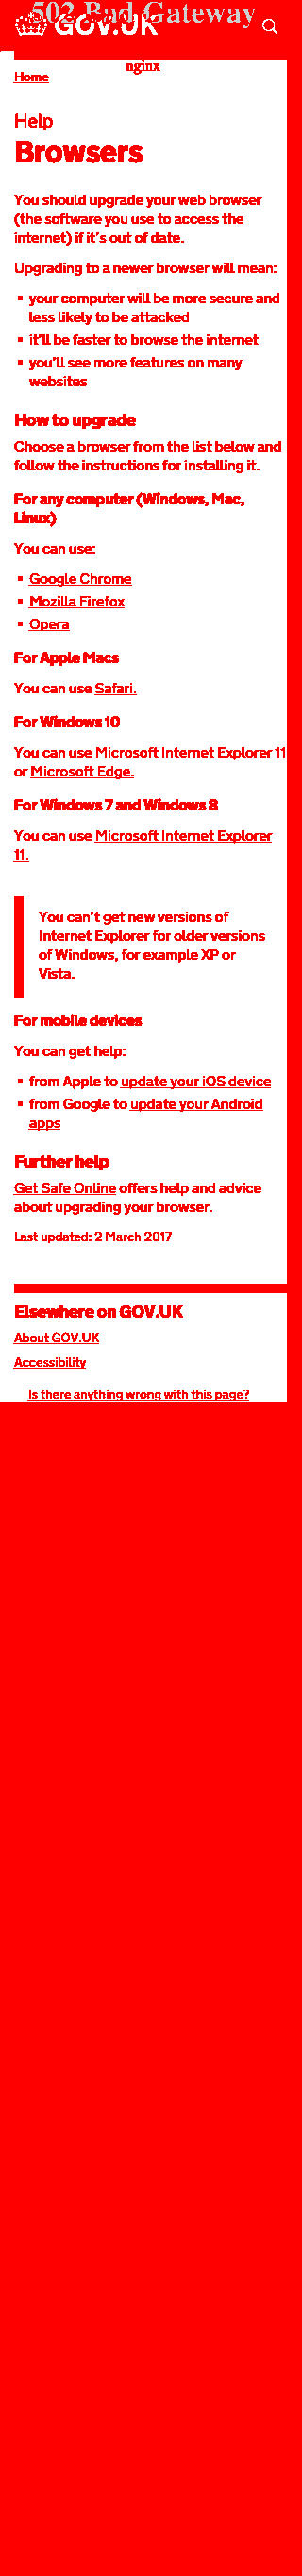 502 Bad Gateway
GOV.UK
nginx
Home
Help
Browsers
You should upgrade your web browser
(the software you use to access the
internet) if it's out of date.
Upgrading to a newer browser will mean:
▪ your computer will be more secure and
less likely to be attacked
▪ it'll be faster to browse the internet
▪ you'll see more features on many
websites
How to upgrade
Choose a browser from the list below and
follow the instructions for installing it.
For any computer (Windows, Mac,
Linux)
You can use:
▪ Google Chrome
▪ Mozilla Firefox
▪ Opera
For Apple Macs
You can use Safari.
For Windows 10
You can use Microsoft Internet Explorer 11
or Microsoft Edge.
For Windows 7 and Windows 8
You can use Microsoft Internet Explorer
11.
You can't get new versions of
Internet Explorer for older versions
of Windows, for example XP or
Vista.
For mobile devices
You can get help:
▪ from Apple to update your iOS device
▪ from Google to update your Android
apps
Further help
Get Safe Online offers help and advice
about upgrading your browser.
Last updated: 2 March 2017
Elsewhere on GOV.UK
About GOV.UK
Accessibility
Is there anything wrong with this page?